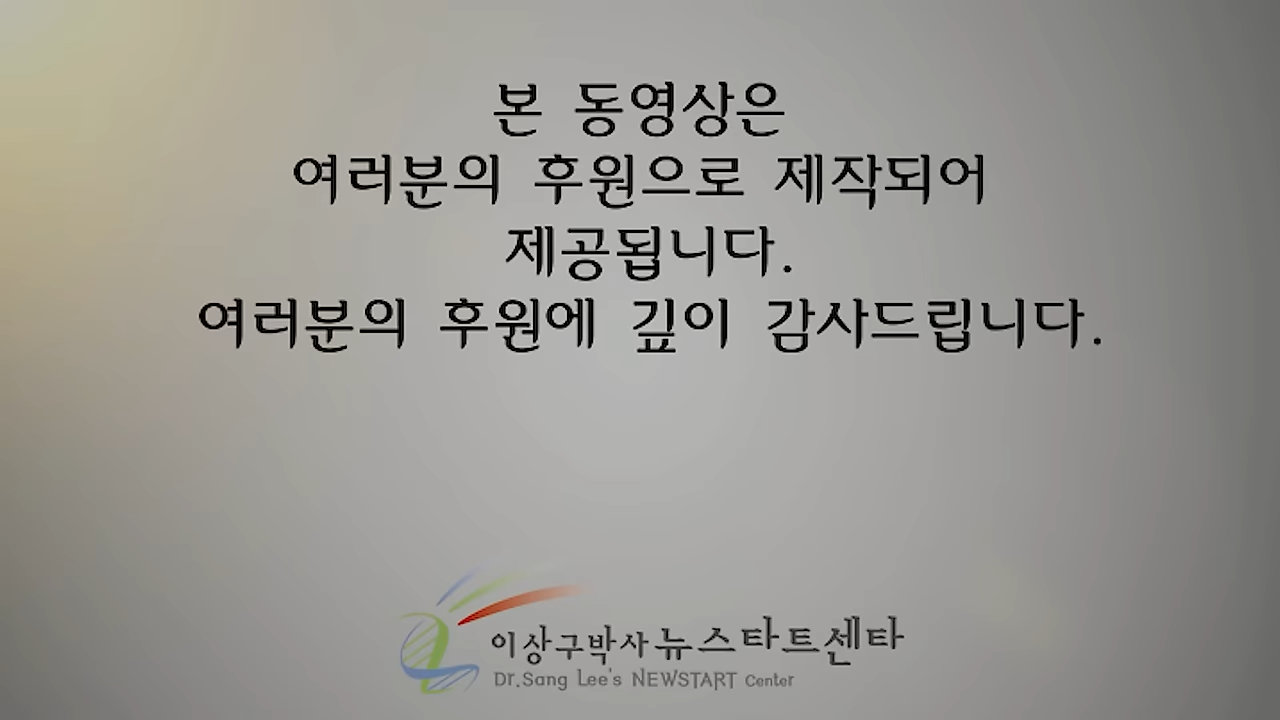 본 동영상은
여러분의 후원으로 제작되어
제공됩니다.
여러분의 후원에 깊이 감사드립니다.
이상구박사 뉴스타트센타
Dr.Sang Lee's NEWSTART Center